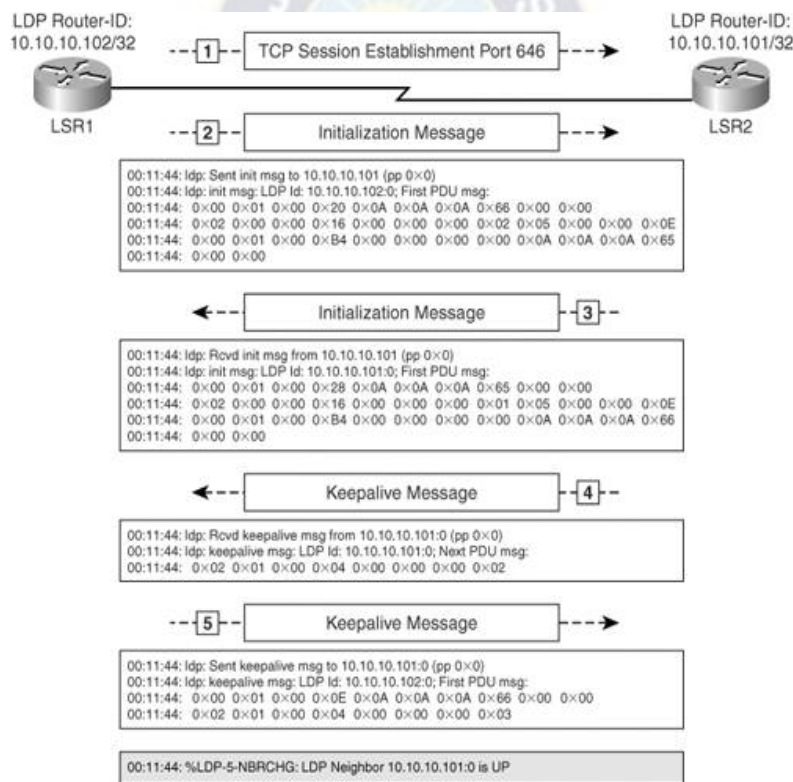 LDP Router-ID:
10.10.10.102/32
LDP Router-ID:
10.10.10.101/32
1
TCP Session Establishment Port 646
LSR1
LSR2
2
Initialization Message
00:11:44: ldp: Sent init msg to 10.10.10.101 (pp 0×0)
00:11:44: ldp: init msg: LDP Id: 10.10.10.102:0; First PDU msg:
00:11:44: 0×00 0×01 0×00 0×20 0×0A 0×0A 0×0A 0×66 0×00 0×00
00:11:44: 0×02 0×00 0×00 0×16 0×00 0×00 0×00 0×02 0×05 0×00 0×00 0×0E
00:11:44: 0×00 0×01 0×00 0×B4 0×00 0×00 0×00 0×00 0×0A 0×0A 0×0A 0×65
00:11:44: 0×00 0×00
Initialization Message
3
00:11:44: ldp: Rcvd init msg from 10.10.10.101 (pp 0×0)
00:11:44: ldp: init msg: LDP Id: 10.10.10.101:0; First PDU msg:
00:11:44: 0×00 0×01 0×00 0×28 0×0A 0×0A 0×0A 0×65 0×00 0×00
00:11:44: 0×02 0×00 0×00 0×16 0×00 0×00 0×00 0×01 0×05 0×00 0×00 0×0E
00:11:44: 0×00 0×01 0×00 0×B4 0×00 0×00 0×00 0×00 0×0A 0×0A 0×0A 0×66
00:11:44: 0×00 0×00
Keepalive Message
4
00:11:44: ldp: Rcvd keepalive msg from 10.10.10.101:0 (pp 0×0)
00:11:44: ldp: keepalive msg: LDP Id: 10.10.10.101:0; Next PDU msg:
00:11:44: 0×02 0×01 0×00 0×04 0×00 0×00 0×00 0×02
5
Keepalive Message
00:11:44: ldp: Sent keepalive msg to 10.10.10.101:0 (pp 0×0)
00:11:44: ldp: keepalive msg: LDP Id: 10.10.10.102:0; First PDU msg:
00:11:44: 0×00 0×01 0×00 0×0E 0×0A 0×0A 0×0A 0×66 0×00 0×00
00:11:44: 0×02 0×01 0×00 0×04 0×00 0×00 0×00 0×03
00:11:44: %LDP-5-NBRCHG: LDP Neighbor 10.10.10.101:0 is UP